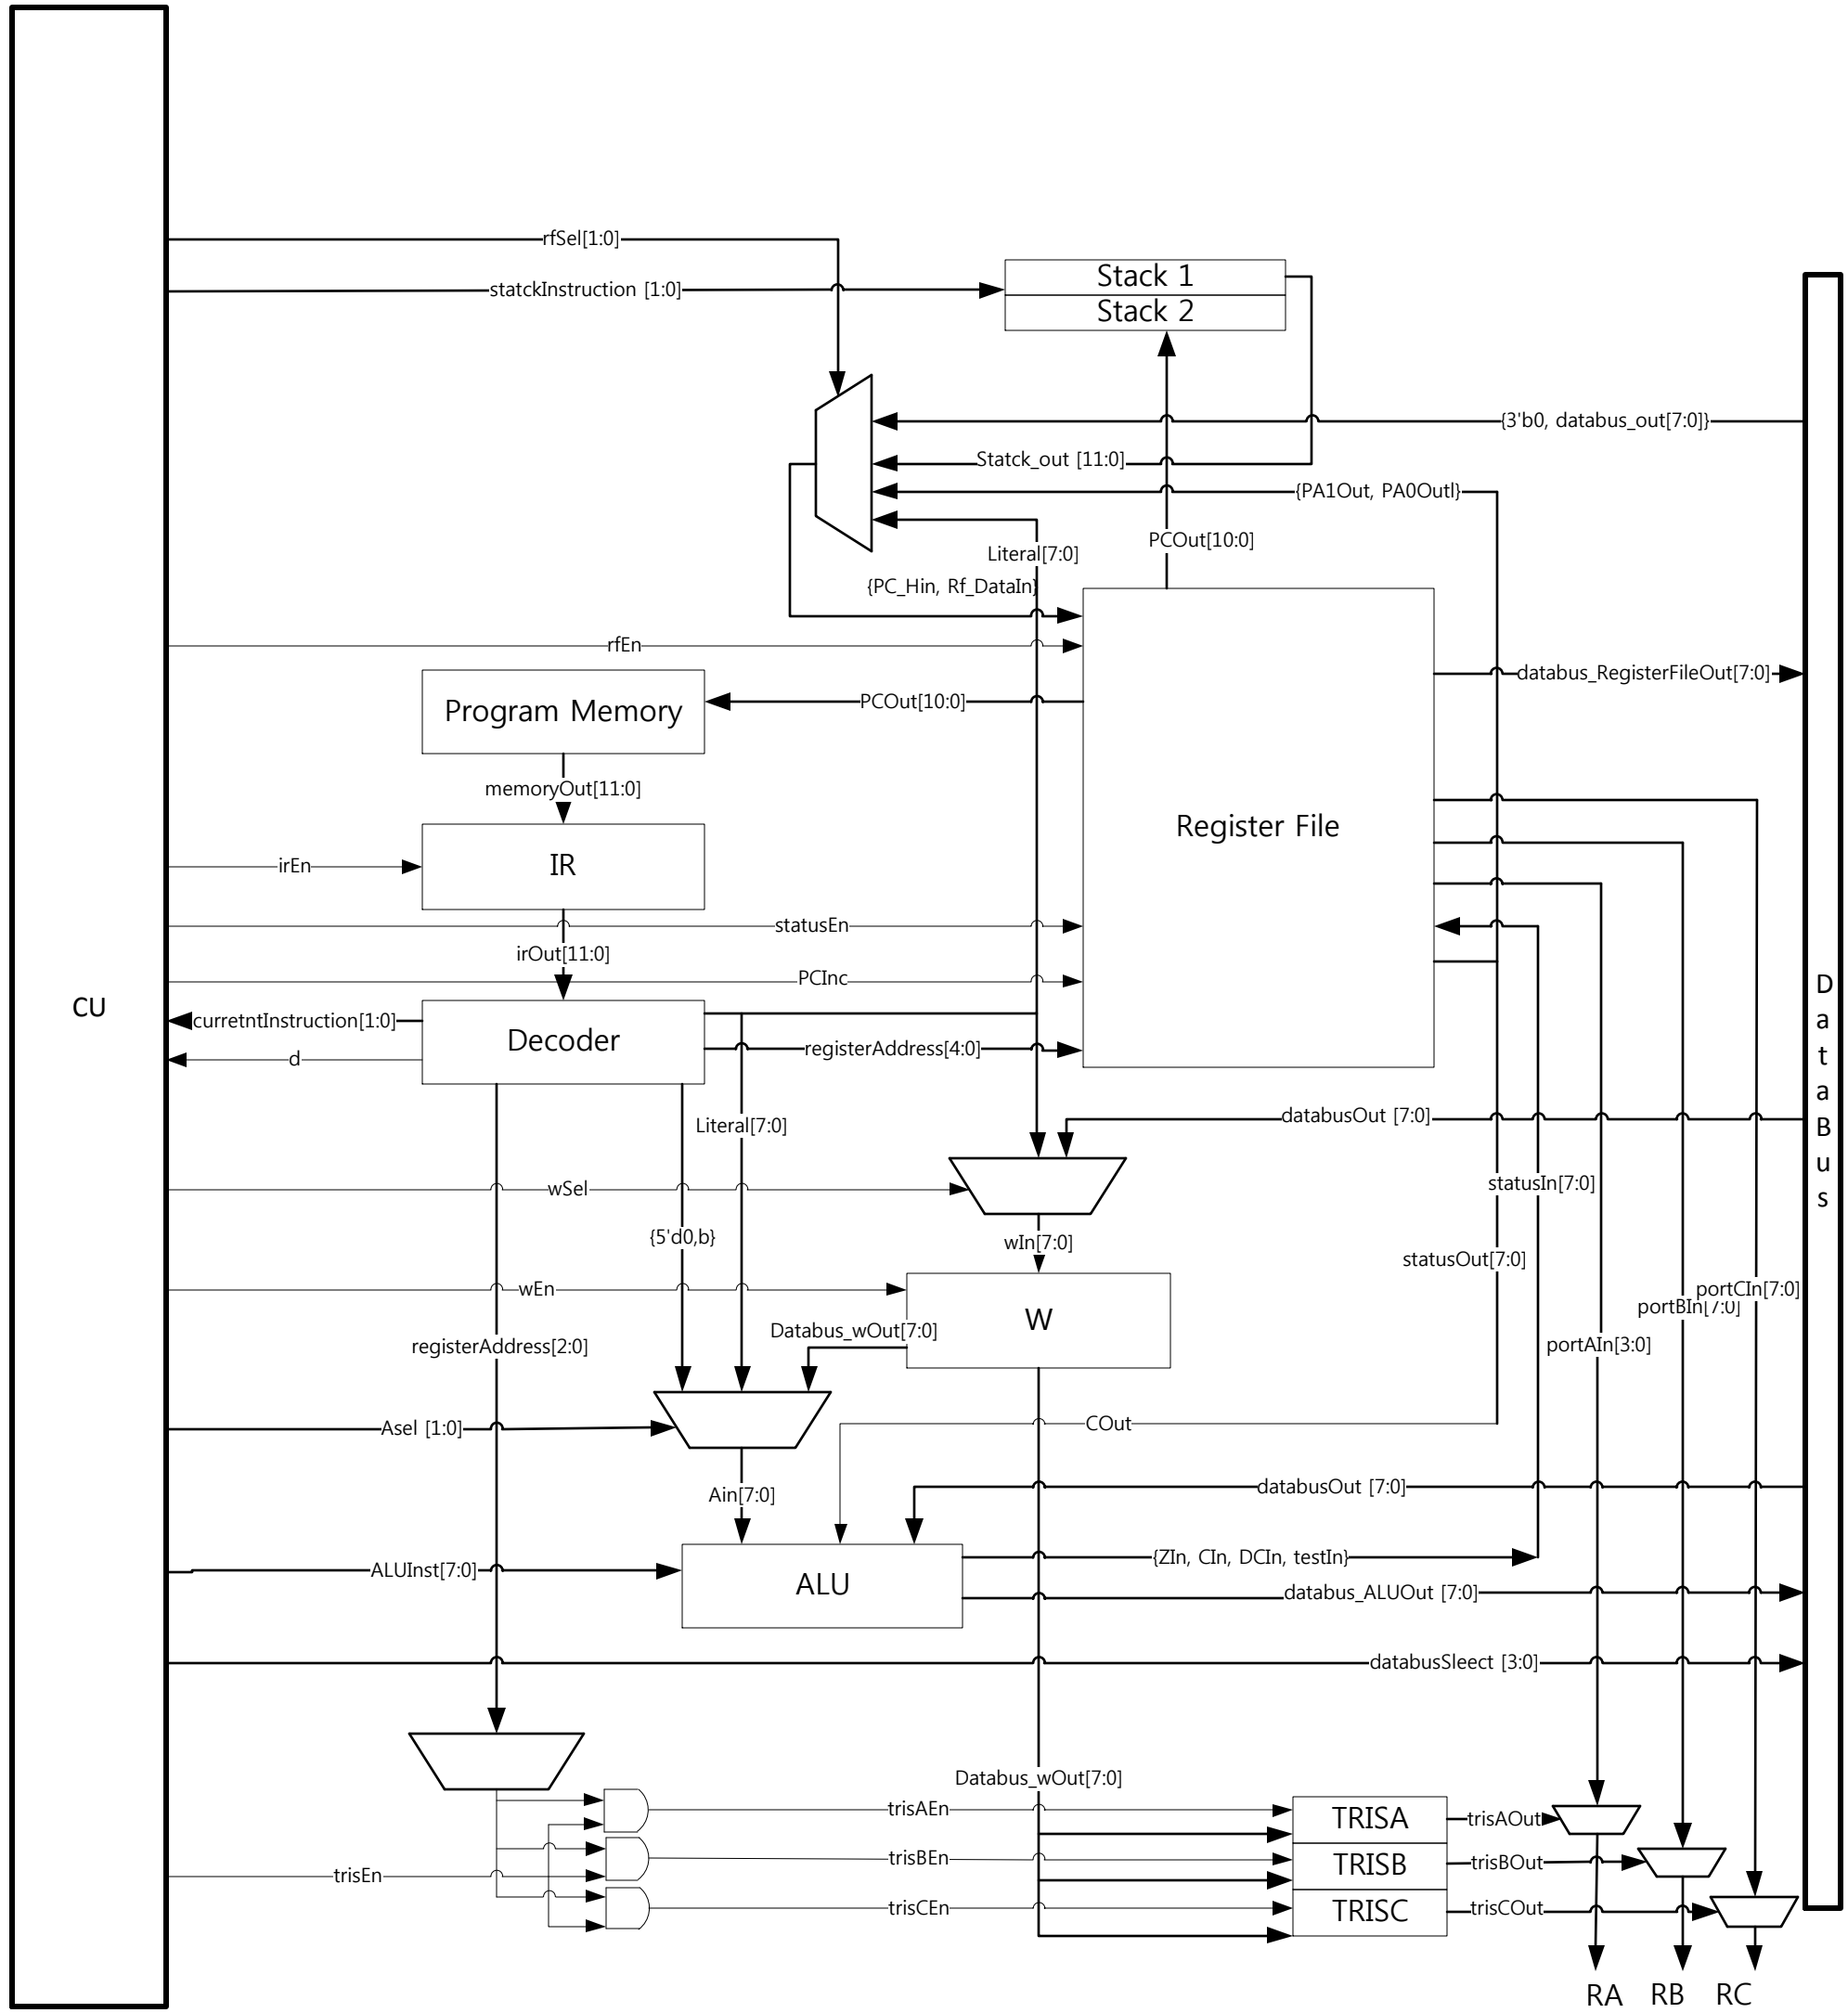 rfSel[1:0]
statckInstruction [1:0]
Stack 1
Stack 2
{3'b0, databus_out[7:0]}
Statck_out [11:0]
{PA1Out, PA0Outl}
PCOut[10:0]
Literal[7:0]
{PC_Hin, Rf_DataIn}
rfEn
databus_RegisterFileOut[7:0]
PCOut[10:0]
Program Memory
memoryOut[11:0]
Register File
IR
irEn
statusEn
irOut[11:0]
PCInc
CU
DataBus
curretntInstruction[1:0]
Decoder
registerAddress[4:0]
d
Literal[7:0]
databusOut [7:0]
wSel
statusIn[7:0]
{5'd0,b}
wIn[7:0]
statusOut[7:0]
wEn
portCIn[7:0]
portBIn[7:0]
W
Databus_wOut[7:0]
registerAddress[2:0]
portAIn[3:0]
Asel [1:0]
COut
Ain[7:0]
databusOut [7:0]
{ZIn, CIn, DCIn, testIn}
ALUInst[7:0]
ALU
databus_ALUOut [7:0]
databusSleect [3:0]
Databus_wOut[7:0]
trisAEn
TRISA
trisAOut
trisBEn
TRISB
trisBOut
trisEn
trisCEn
TRISC
trisCOut
RA
RB
RC